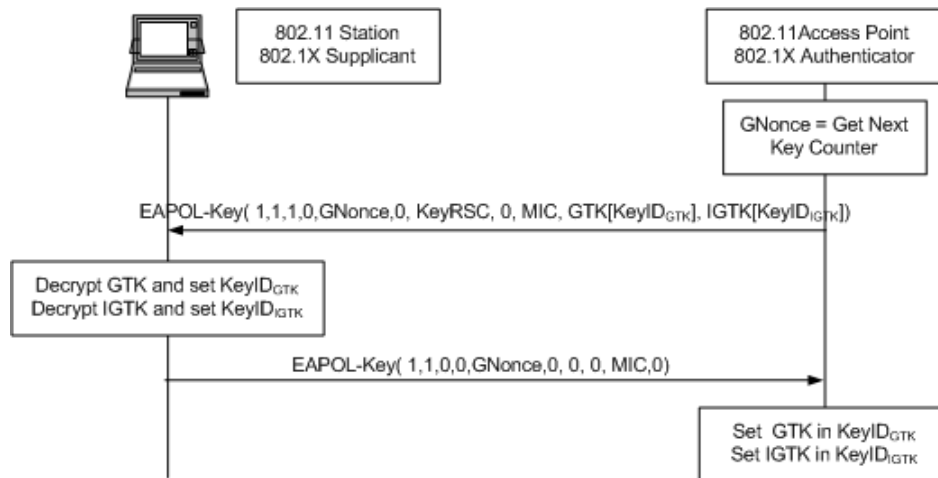 802.11 Station
802.1X Supplicant
802.11Access Point
802.1X Authenticator
GNonce = Get Next
Key Counter
EAPOL-Key( 1,1,1,0,GNonce,0, KeyRSC, 0, MIC, GTK[KeyIDGTK], IGTK[KeyIDIGTK])
Decrypt GTK and set KeyIDGTK
Decrypt IGTK and set KeyIDIGTK
EAPOL-Key( 1,1,0,0,GNonce,0, 0, 0, MIC,0)
Set GTK in KeyIDGTK
Set IGTK in KeyIDIGTK